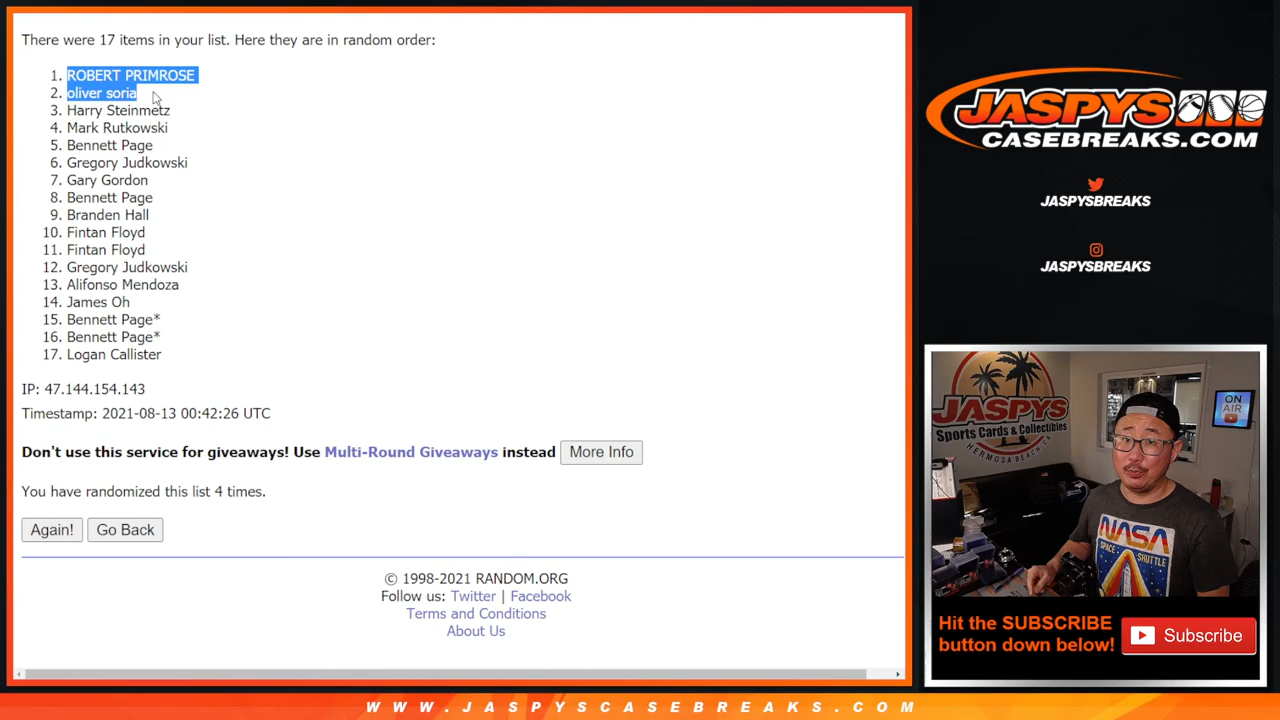 There were 17 items in your list. Here they are in random order:
1. ROBERT PRIMROSE
2. oliver soria
3. Harry Steinmetz
4. Mark Rutkowski
5. Bennett Page
6. Gregory Judkowski
7. Gary Gordon
8. Bennett Page
9. Branden Hall
10. Fintan Floyd
11. Fintan Floyd
12. Gregory Judkowski
13. Alifonso Mendoza
14. James Oh
15. Bennett Page*
16. Bennett Page*
17. Logan Callister
IP: 47.144.154.143
Timestamp: 2021-08-13 00:42:26 UTC
Don't use this service for giveaways! Use Multi-Round Giveaways instead More Info
You have randomized this list 4 times.
Again! Go Back
© 1998-2021 RANDOM.ORG
Follow us: Twitter | Facebook
Terms and Conditions
About Us
JASPYS
CASEBREAKS.COM
JASPYSBREAKS
JASPYSBREAKS
JASPYS
Sports Cards & Collectibles
HERMOSA BEACH
ON
AIR
NASA
SPACE SHUTTLE
Hit the SUBSCRIBE
button down below!
Subscribe
WWW.JASPYSCASEBREAKS.COM